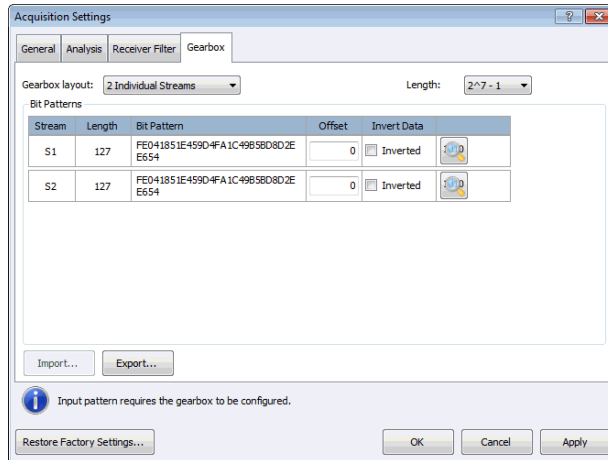 Acquisition Settings
?
General Analysis Receiver Filter Gearbox
Gearbox layout: 2 Individual Streams Length: 2^7 - 1
Bit Patterns
Stream Length Bit Pattern Offset Invert Data
S1 127 FE041851E459D4FA1C49B5BD8D2E 0 Inverted
E654
S2 127 FE041851E459D4FA1C49B5BD8D2E 0 Inverted
E654
Import... Export...
Input pattern requires the gearbox to be configured.
Restore Factory Settings... OK Cancel Apply